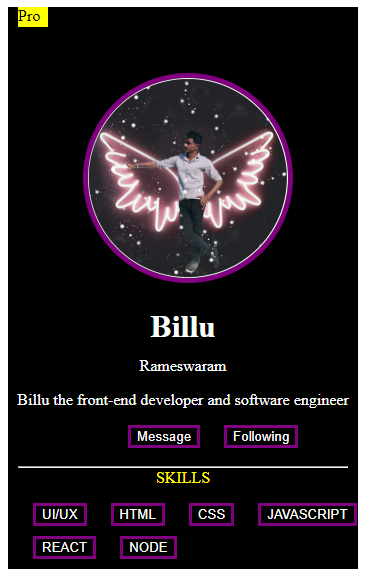 Pro
Billu
Rameswaram
Billu the front-end developer and software engineer
Message Following
SKILLS
UI/UX HTML CSS JAVASCRIPT
REACT NODE